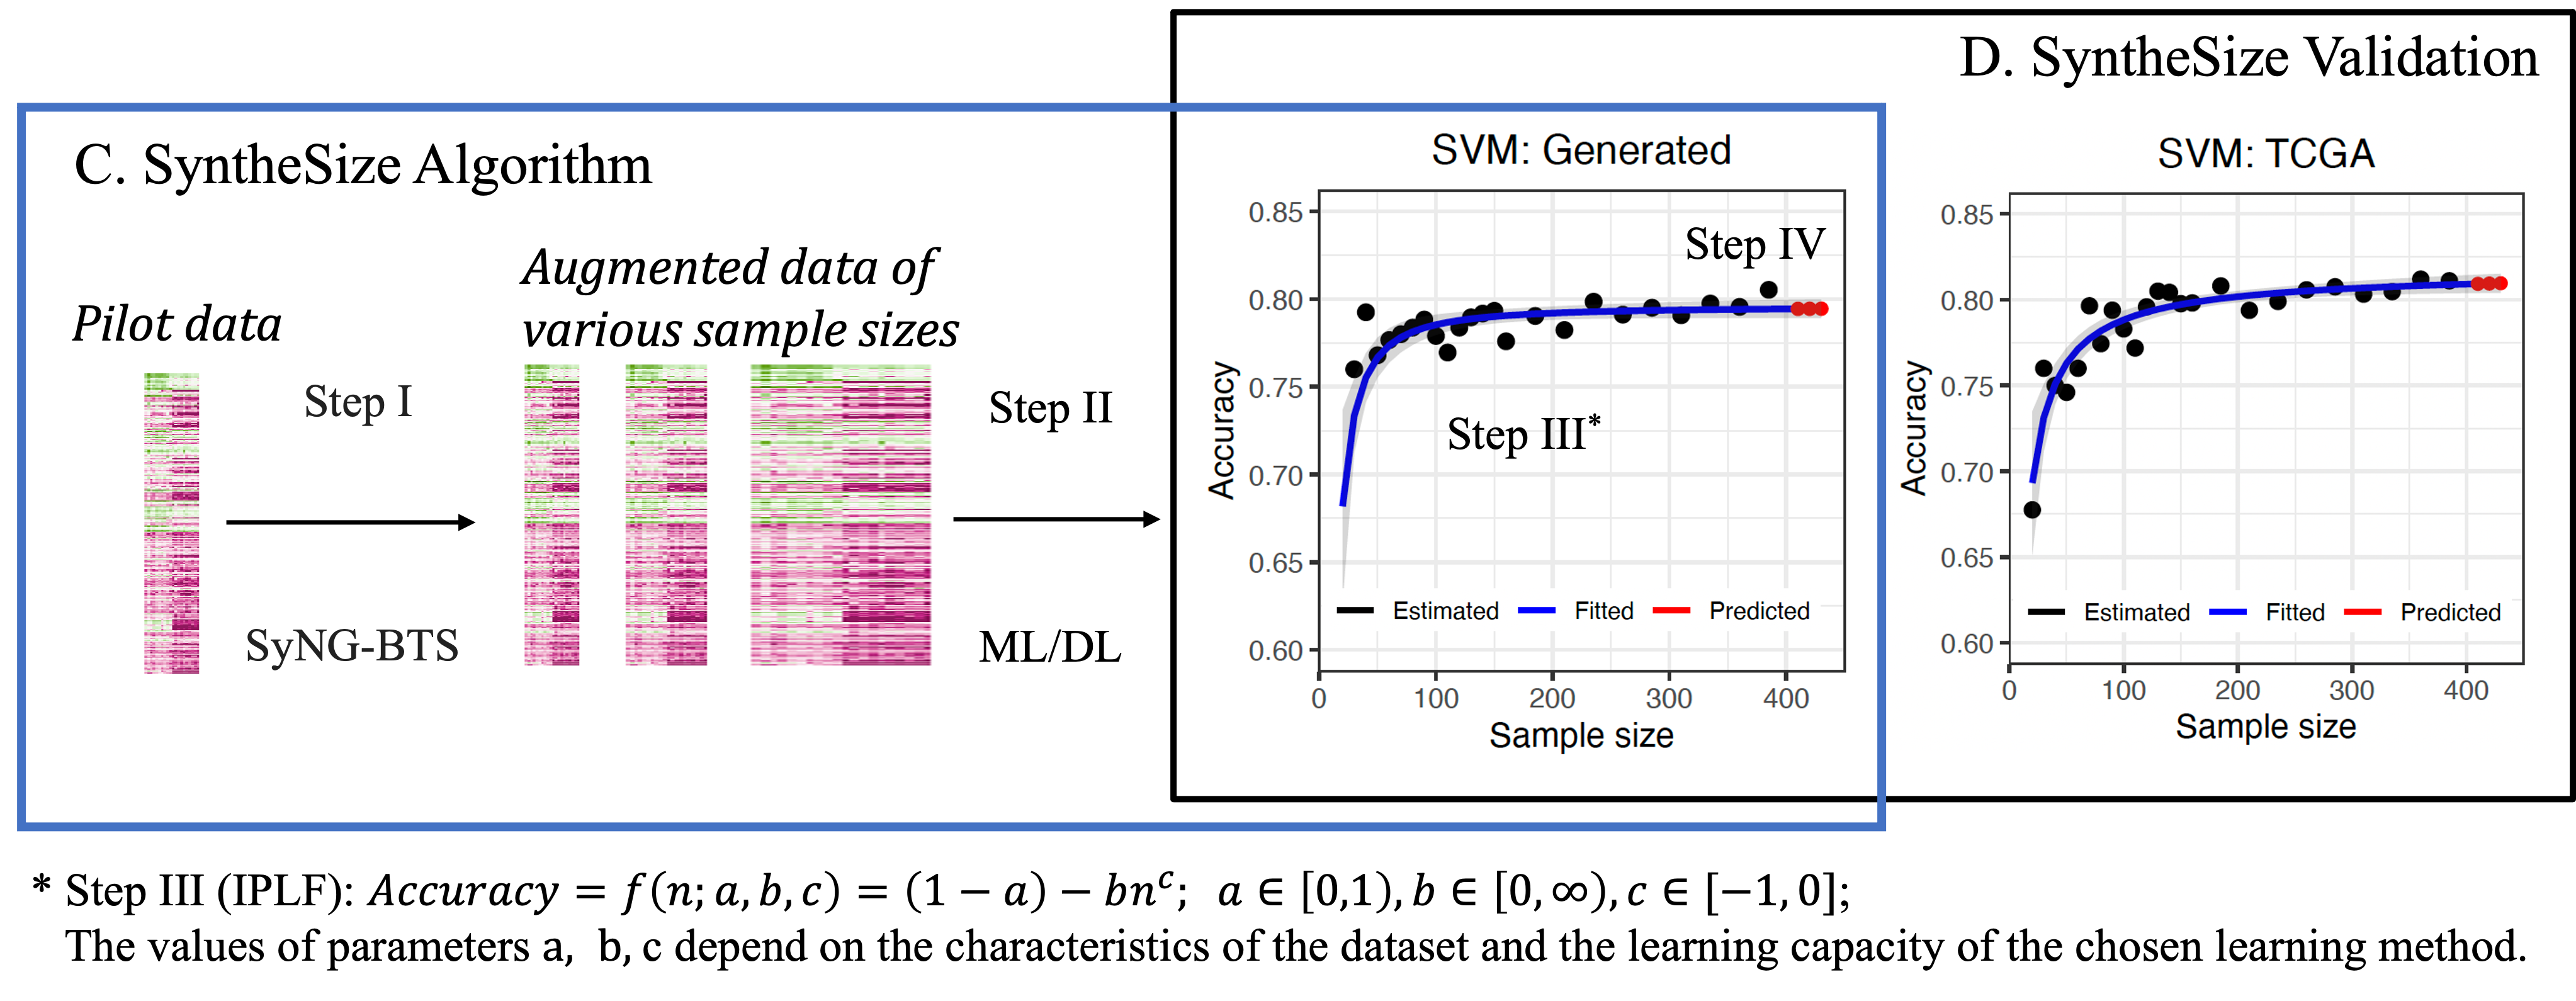 D. SyntheSize Validation
C. SyntheSize Algorithm
Pilot data
Step I
SyNG-BTS
Augmented data of
various sample sizes
Step II
ML/DL
SVM: Generated
Accuracy
0.85
0.80
0.75
0.70
0.65
0.60
Step IV
Step III*
Estimated Fitted Predicted
0 100 200 300 400
Sample size
SVM: TCGA
Accuracy
0.85
0.80
0.75
0.70
0.65
0.60
Estimated Fitted Predicted
0 100 200 300 400
Sample size
* Step III (IPLF): Accuracy = f(n; a, b, c) = (1 − a) − bnᶜ; a ∈ [0,1), b ∈ [0, ∞), c ∈ [−1, 0];
The values of parameters a, b, c depend on the characteristics of the dataset and the learning capacity of the chosen learning method.